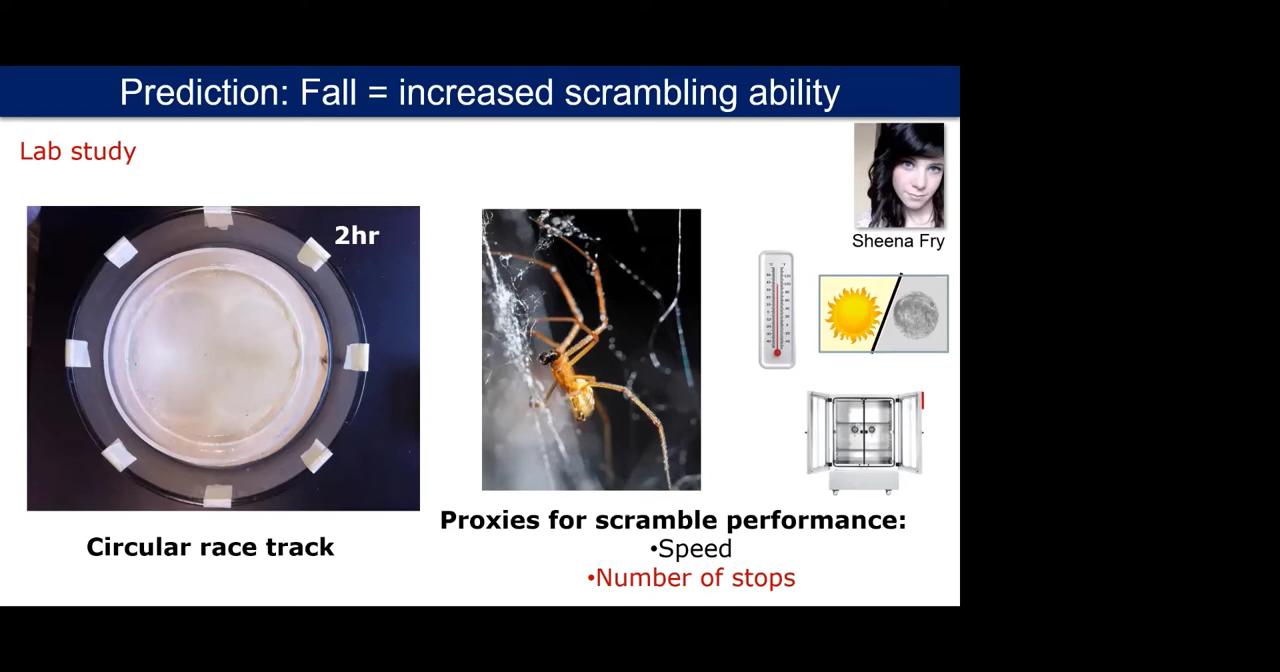 Prediction: Fall = increased scrambling ability
Lab study
2hr
Sheena Fry
Circular race track
Proxies for scramble performance:
•Speed
•Number of stops